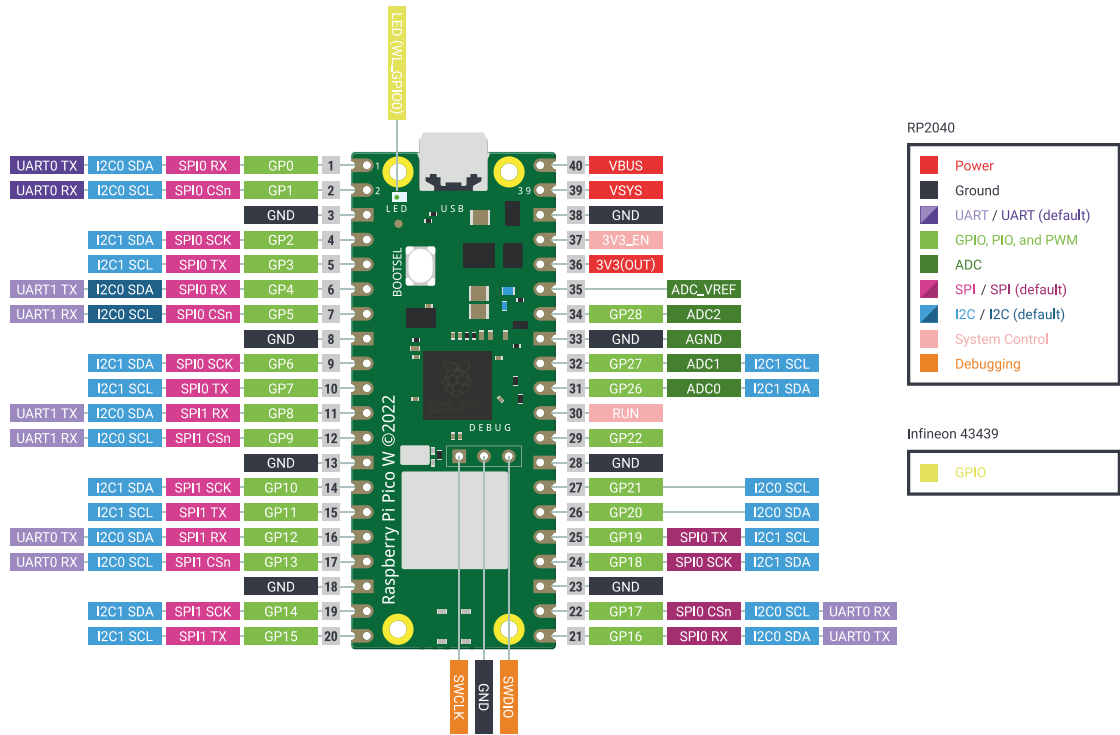 LED (WL_GPIO0)
UART0 TX I2C0 SDA SPI0 RX GP0 1
UART0 RX I2C0 SCL SPI0 CSn GP1 2
GND 3
I2C1 SDA SPI0 SCK GP2 4
I2C1 SCL SPI0 TX GP3 5
UART1 TX I2C0 SDA SPI0 RX GP4 6
UART1 RX I2C0 SCL SPI0 CSn GP5 7
GND 8
I2C1 SDA SPI0 SCK GP6 9
I2C1 SCL SPI0 TX GP7 10
UART1 TX I2C0 SDA SPI1 RX GP8 11
UART1 RX I2C0 SCL SPI1 CSn GP9 12
GND 13
I2C1 SDA SPI1 SCK GP10 14
I2C1 SCL SPI1 TX GP11 15
UART0 TX I2C0 SDA SPI1 RX GP12 16
UART0 RX I2C0 SCL SPI1 CSn GP13 17
GND 18
I2C1 SDA SPI1 SCK GP14 19
I2C1 SCL SPI1 TX GP15 20
1
2
39
LED
USB
BOOTSEL
DEBUG
Raspberry Pi Pico W ©2022
SWCLK
GND
SWDIO
40 VBUS
39 VSYS
38 GND
37 3V3_EN
36 3V3(OUT)
35 ADC_VREF
34 GP28 ADC2
33 GND AGND
32 GP27 ADC1 I2C1 SCL
31 GP26 ADC0 I2C1 SDA
30 RUN
29 GP22
28 GND
27 GP21 I2C0 SCL
26 GP20 I2C0 SDA
25 GP19 SPI0 TX I2C1 SCL
24 GP18 SPI0 SCK I2C1 SDA
23 GND
22 GP17 SPI0 CSn I2C0 SCL UART0 RX
21 GP16 SPI0 RX I2C0 SDA UART0 TX
RP2040
Power
Ground
UART / UART (default)
GPIO, PIO, and PWM
ADC
SPI / SPI (default)
I2C / I2C (default)
System Control
Debugging
Infineon 43439
GPIO